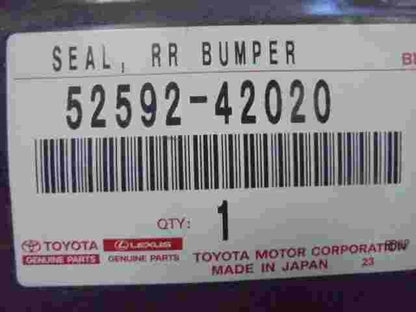 SEAL, RR BUMPER
52592-42020
QTY: 1
TOYOTA LEXUS TOYOTA MOTOR CORPORATION
GENUINE PARTS GENUINE PARTS MADE IN JAPAN 23